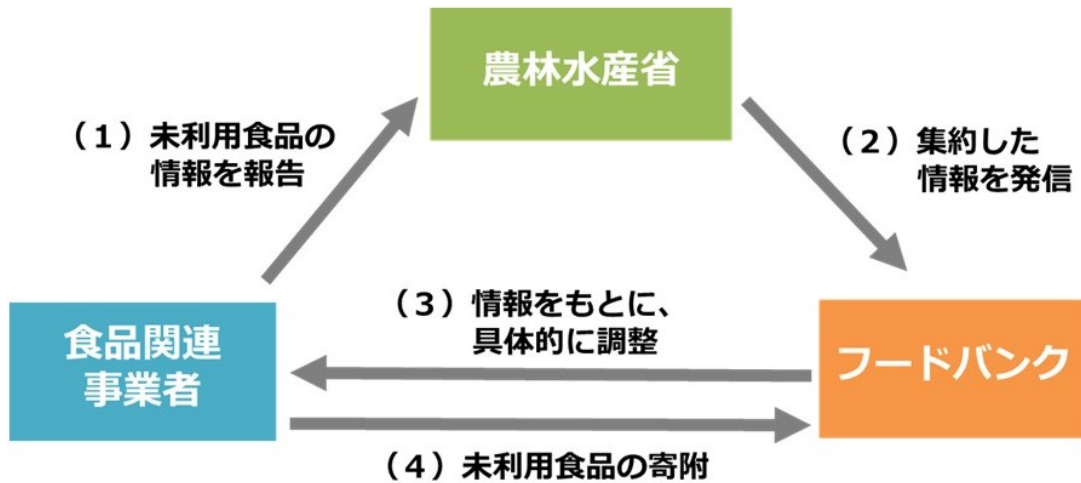 農林水産省
（１）未利用食品の
情報を報告
（２）集約した
情報を発信
（３）情報をもとに、
具体的に調整
食品関連
事業者
フードバンク
（４）未利用食品の寄附